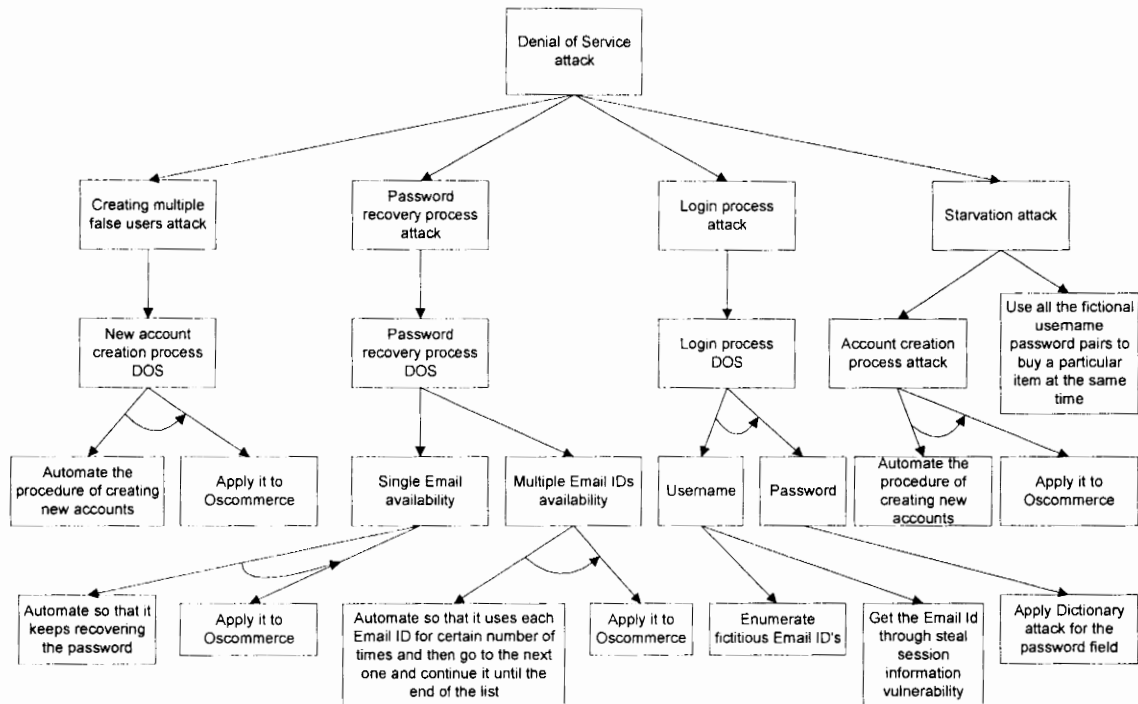 Denial of Service
attack
Creating multiple
false users attack
Password
recovery process
attack
Login process
attack
Starvation attack
New account
creation process
DOS
Password
recovery process
DOS
Login process
DOS
Account creation
process attack
Use all the fictional
username
password pairs to
buy a particular
item at the same
time
Automate the
procedure of creating
new accounts
Apply it to
Oscommerce
Single Email
availability
Multiple Email IDs
availability
Username
Password
Automate the
procedure of
creating new
accounts
Apply it to
Oscommerce
Automate so that it
keeps recovering
the password
Apply it to
Oscommerce
Automate so that it uses each
Email ID for certain number of
times and then go to the next
one and continue it until the
end of the list
Apply it to
Oscommerce
Enumerate
fictitious Email ID's
Get the Email Id
through steal
session
information
vulnerability
Apply Dictionary
attack for the
password field